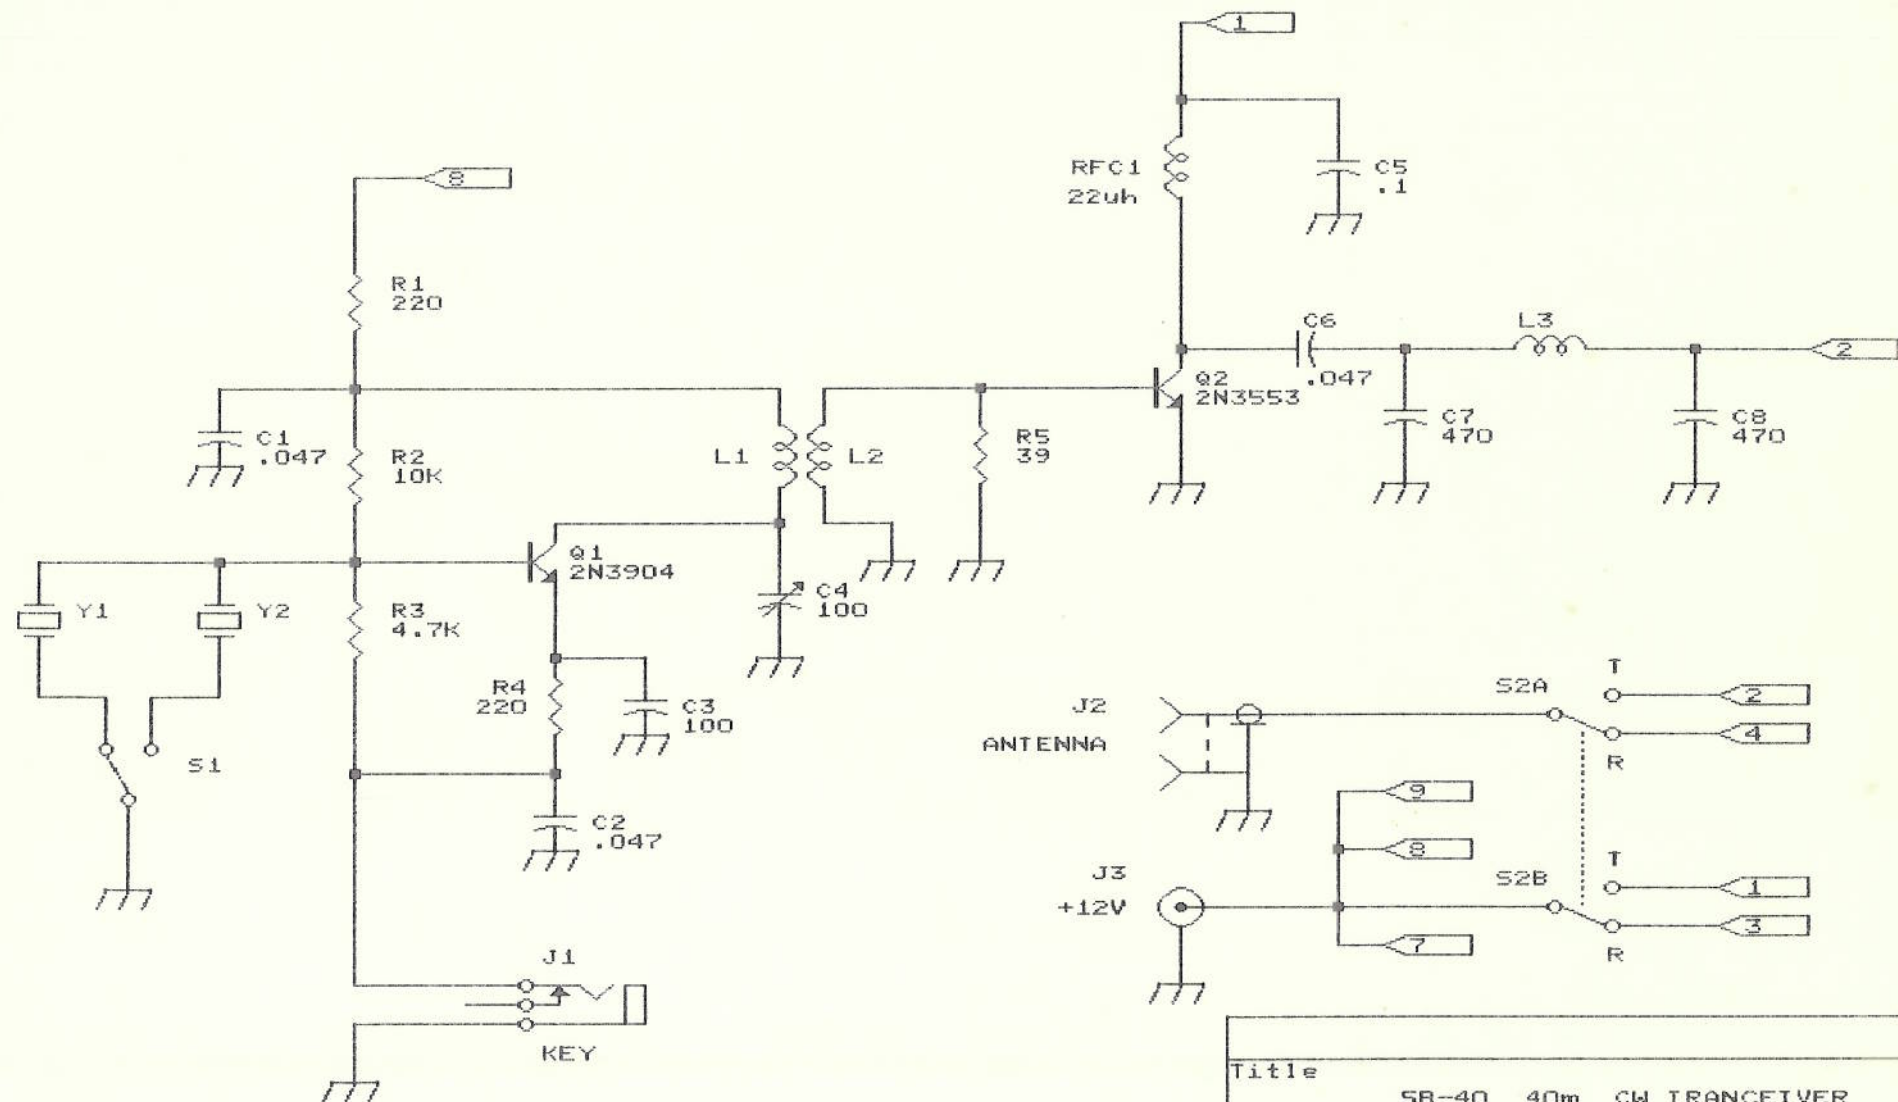 1
RFC1
22uh
C5
.1
8
R1
220
C6
.047
L3
2
Q2
2N3553
C7
470
C8
470
C1
.047
R2
10K
L1
L2
R5
39
Q1
2N3904
C4
100
Y1
Y2
R3
4.7K
R4
220
C3
100
S1
C2
.047
J2
ANTENNA
S2A
T
2
4
R
9
8
7
J3
+12V
S2B
T
1
3
R
J1
KEY
Title
SB-40 40m CW TRANCEIVER